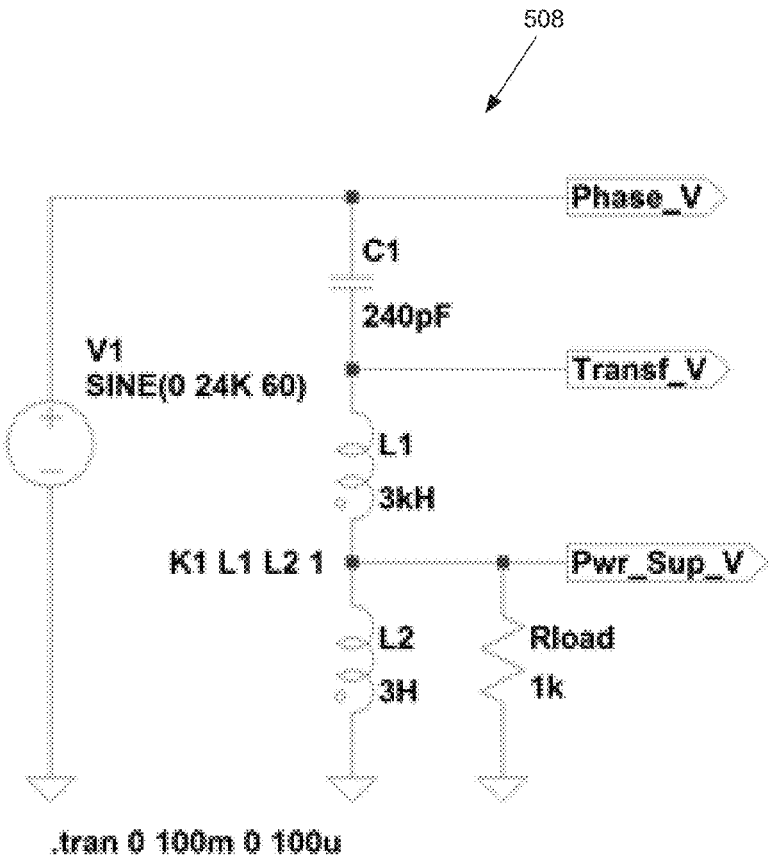 508
Phase_V
C1
240pF
V1
SINE(0 24K 60)
Transf_V
+
L1
3kH
K1 L1 L2 1
Pwr_Sup_V
L2
3H
Rload
1k
.tran 0 100m 0 100u